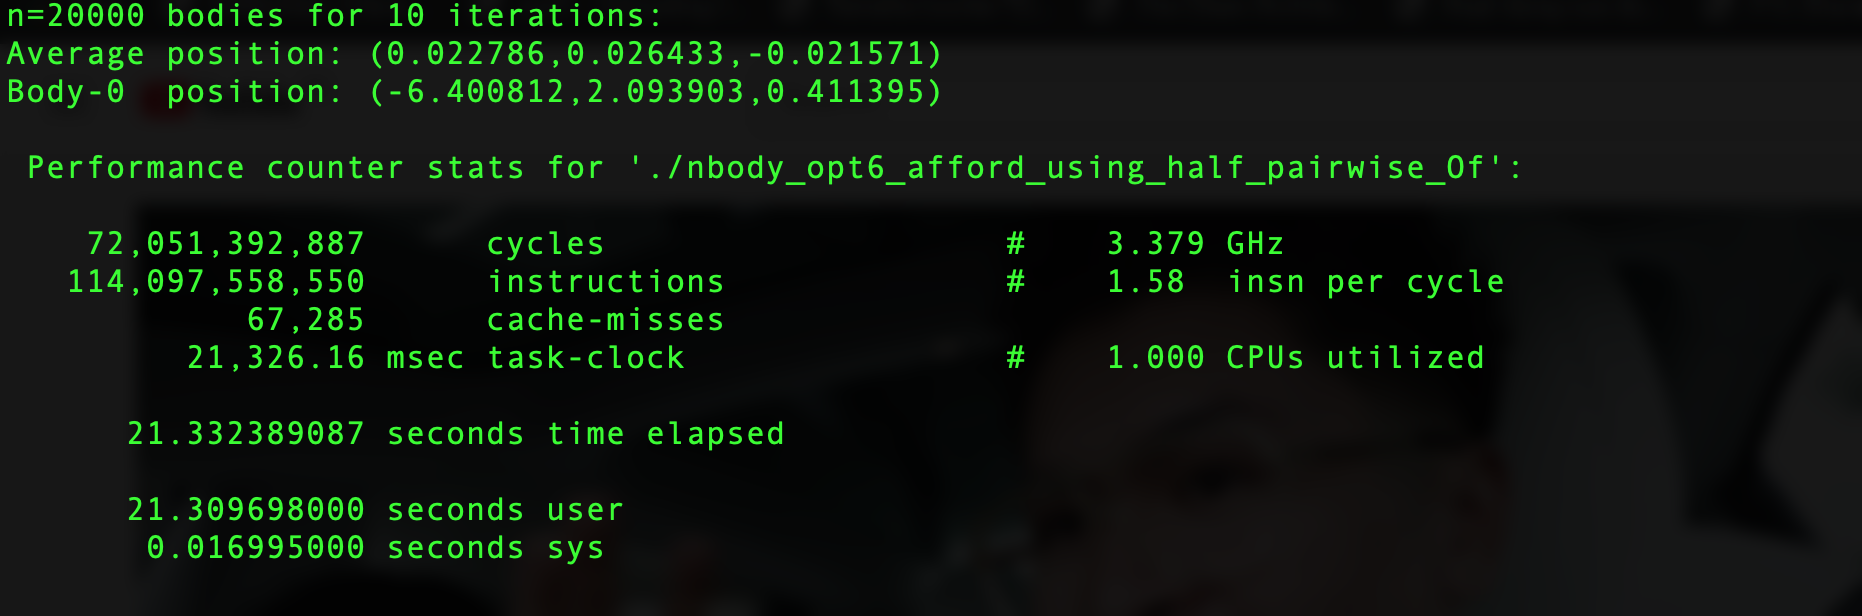 n=20000 bodies for 10 iterations:
Average position: (0.022786,0.026433,-0.021571)
Body-0  position: (-6.400812,2.093903,0.411395)
Performance counter stats for './nbody_opt6_afford_using_half_pairwise_Of':
72,051,392,887      cycles                    #    3.379 GHz
114,097,558,550      instructions              #    1.58  insn per cycle
67,285      cache-misses
21,326.16 msec task-clock                #    1.000 CPUs utilized
21.332389087 seconds time elapsed
21.309698000 seconds user
0.016995000 seconds sys